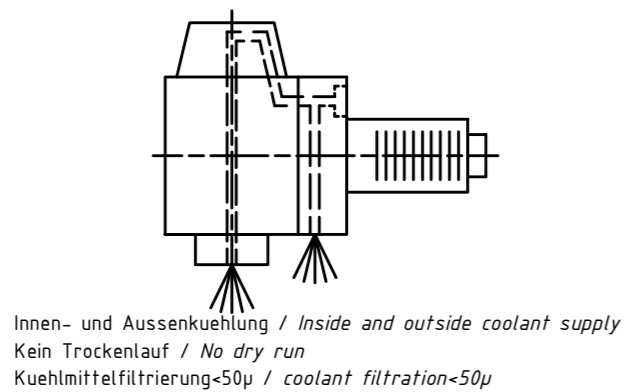 Innen- und Aussenkuehlung / Inside and outside coolant supply
Kein Trockenlauf / No dry run
Kuehlmittelfiltrierung<50µ / coolant filtration<50µ